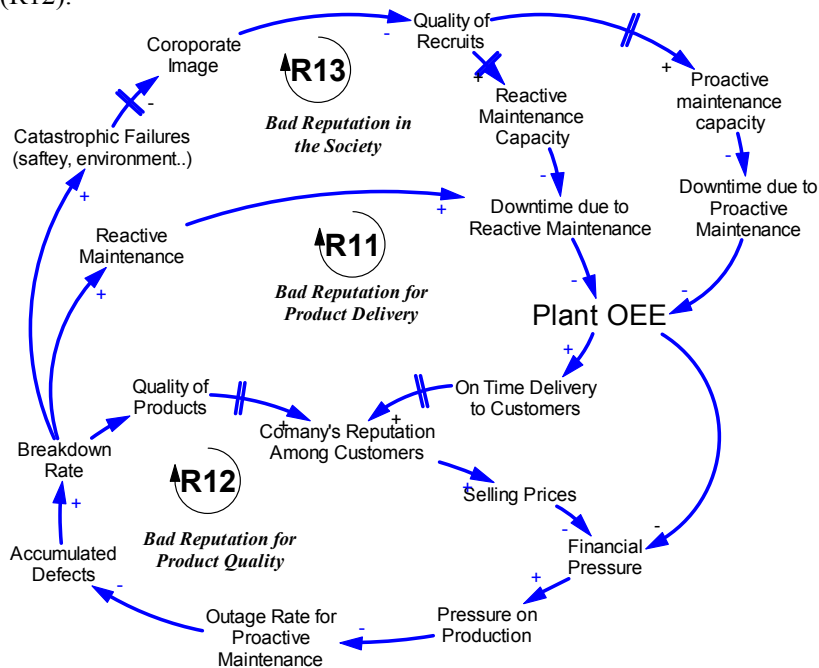 (R12).
Quality of
Recruits
-
Coroporate
Image
R13
Bad Reputation in
the Society
-
+
Reactive
Maintenance
Capacity
+
Proactive
maintenance
capacity
Catastrophic Failures
(saftey, environment..)
+
-
-
Downtime due to
Reactive Maintenance
Downtime due to
Proactive
Maintenance
+
Reactive
Maintenance
+
R11
Bad Reputation for
Product Delivery
-
-
Plant OEE
+
Quality of
Products
On Time Delivery
to Customers
+
+
Comany's Reputation
Among Customers
Breakdown
Rate
R12
Bad Reputation for
Product Quality
+
Selling Prices
-
-
Financial
Pressure
+
Accumulated
Defects
-
+
Pressure on
Production
-
Outage Rate for
Proactive
Maintenance